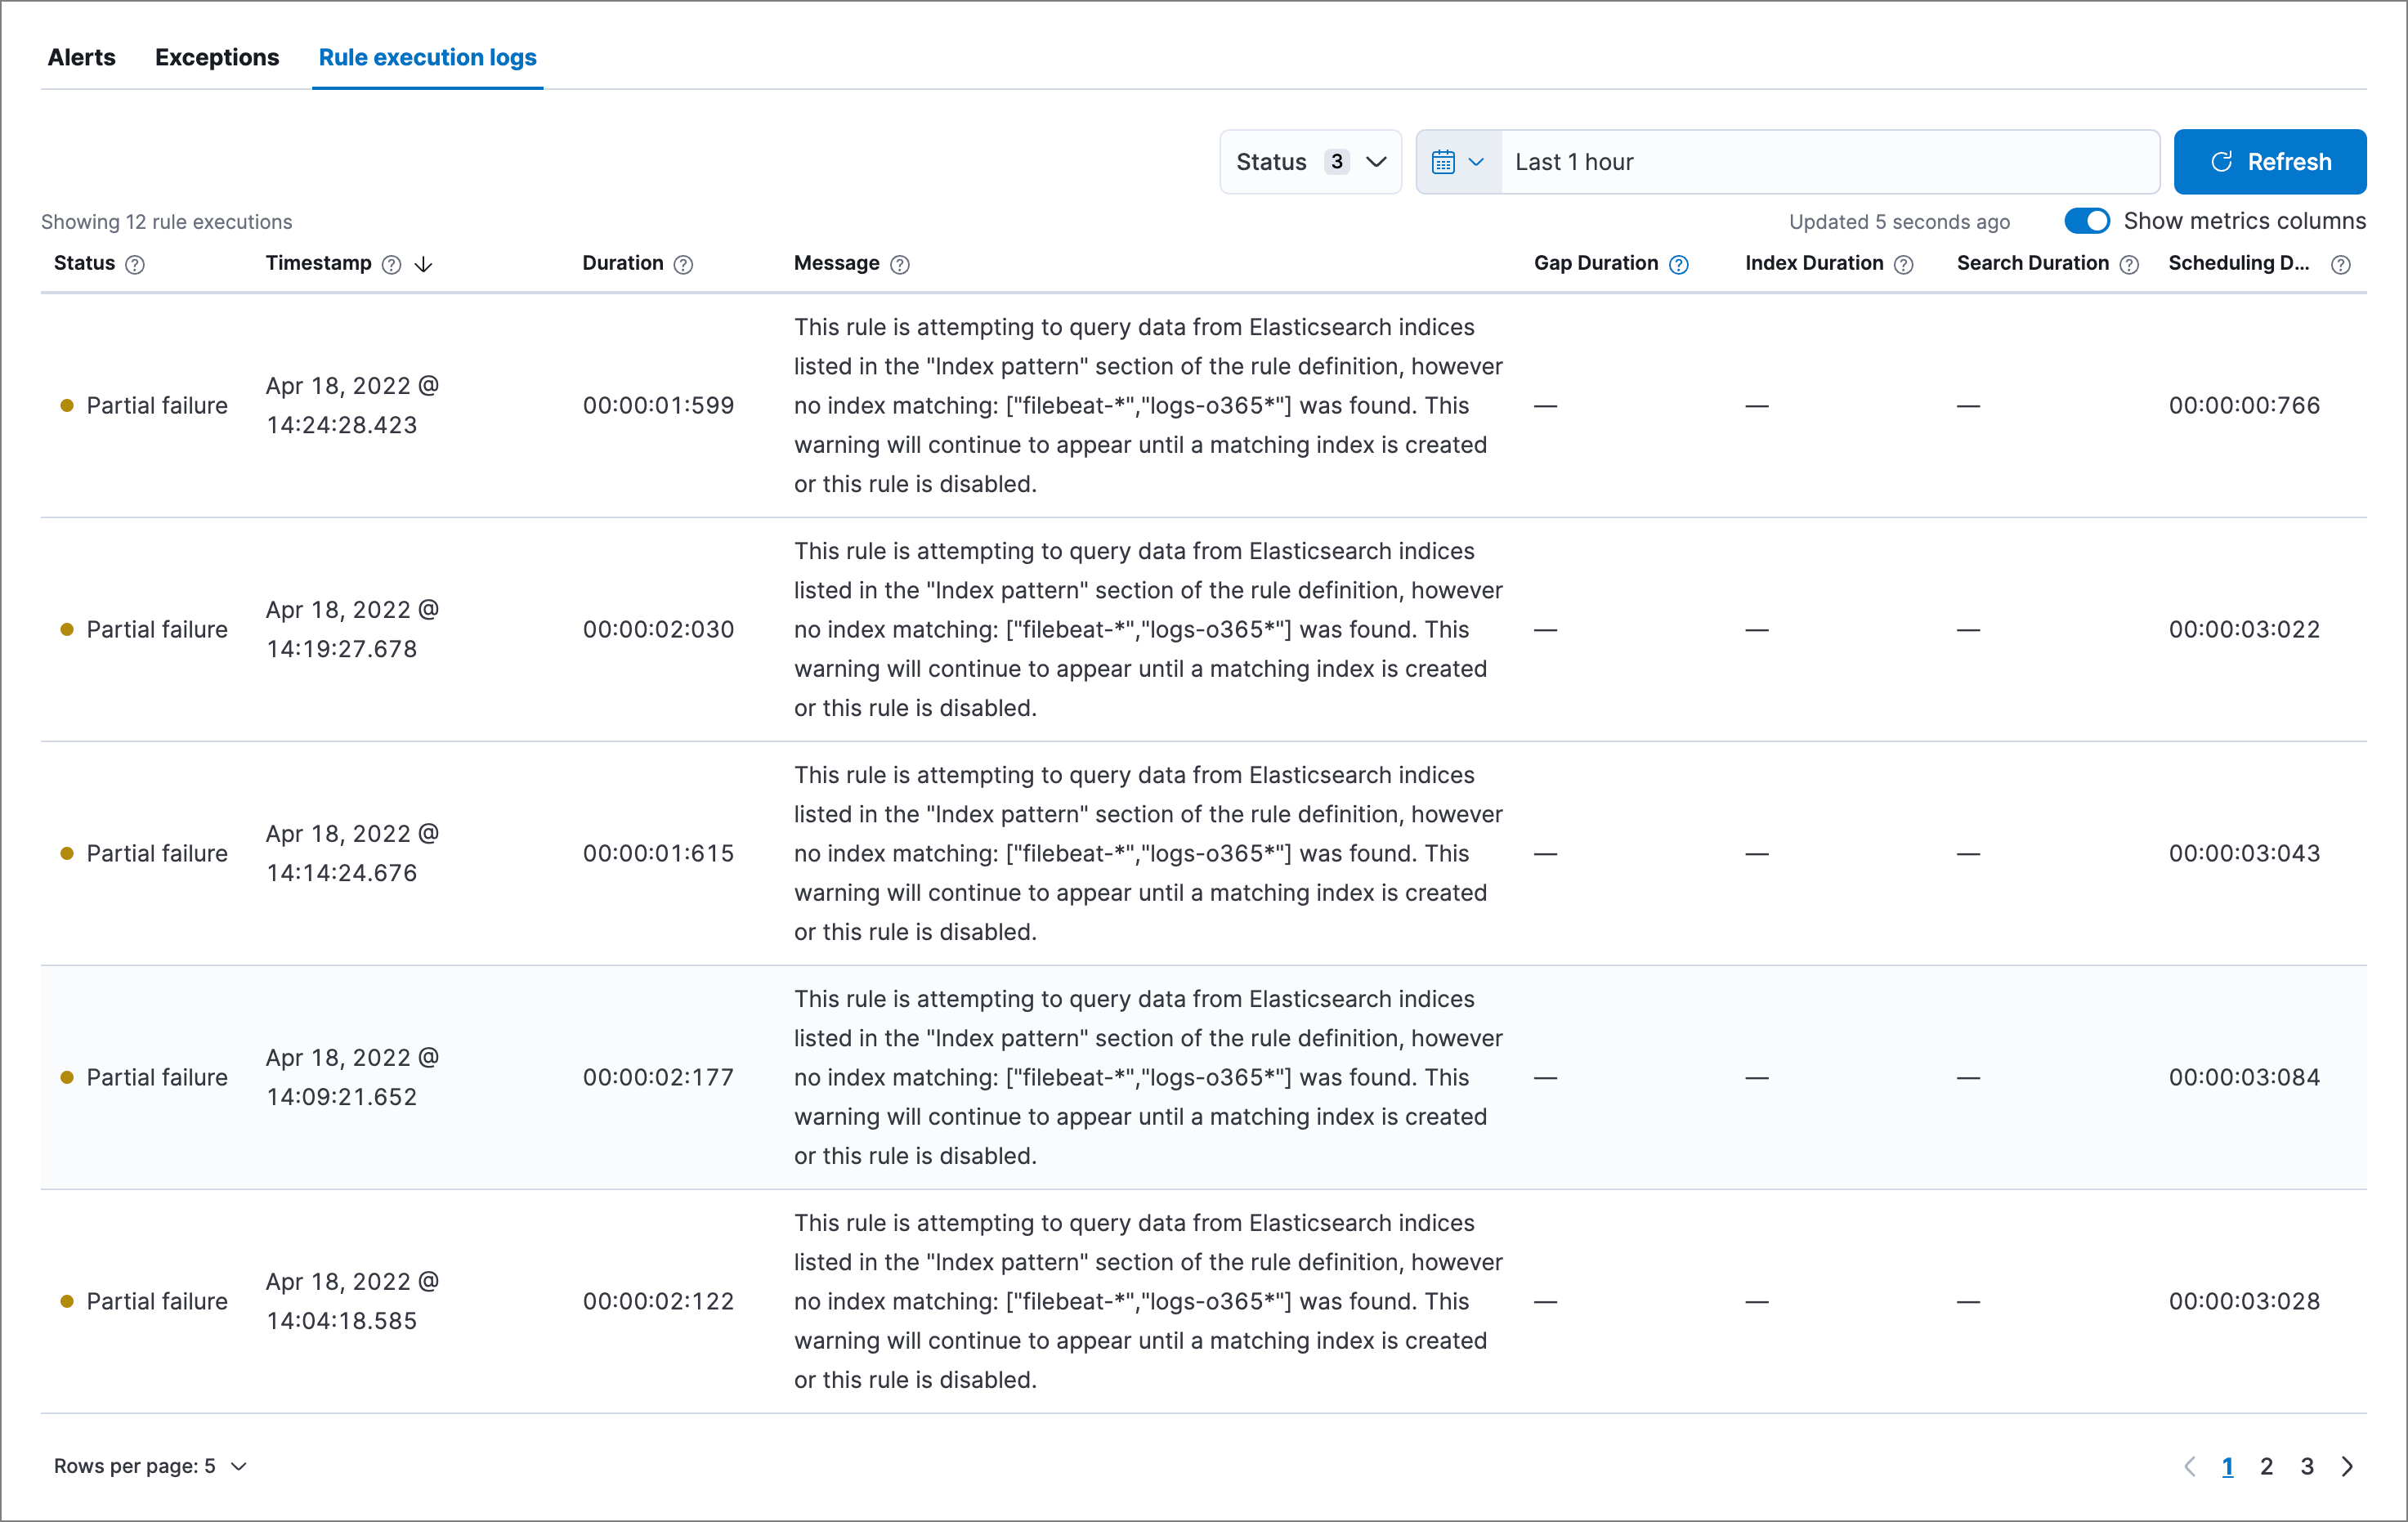 Alerts Exceptions Rule execution logs
Status 3 Last 1 hour Refresh
Showing 12 rule executions Updated 5 seconds ago Show metrics columns
Status Timestamp Duration Message Gap Duration Index Duration Search Duration Scheduling D...
This rule is attempting to query data from Elasticsearch indices
listed in the "Index pattern" section of the rule definition, however
Apr 18, 2022 @
Partial failure 00:00:01:599 no index matching: ["filebeat-*","logs-o365*"] was found. This — — — 00:00:00:766
14:24:28.423
warning will continue to appear until a matching index is created
or this rule is disabled.
This rule is attempting to query data from Elasticsearch indices
listed in the "Index pattern" section of the rule definition, however
Apr 18, 2022 @
Partial failure 00:00:02:030 no index matching: ["filebeat-*","logs-o365*"] was found. This — — — 00:00:03:022
14:19:27.678
warning will continue to appear until a matching index is created
or this rule is disabled.
This rule is attempting to query data from Elasticsearch indices
listed in the "Index pattern" section of the rule definition, however
Apr 18, 2022 @
Partial failure 00:00:01:615 no index matching: ["filebeat-*","logs-o365*"] was found. This — — — 00:00:03:043
14:14:24.676
warning will continue to appear until a matching index is created
or this rule is disabled.
This rule is attempting to query data from Elasticsearch indices
listed in the "Index pattern" section of the rule definition, however
Apr 18, 2022 @
Partial failure 00:00:02:177 no index matching: ["filebeat-*","logs-o365*"] was found. This — — — 00:00:03:084
14:09:21.652
warning will continue to appear until a matching index is created
or this rule is disabled.
This rule is attempting to query data from Elasticsearch indices
listed in the "Index pattern" section of the rule definition, however
Apr 18, 2022 @
Partial failure 00:00:02:122 no index matching: ["filebeat-*","logs-o365*"] was found. This — — — 00:00:03:028
14:04:18.585
warning will continue to appear until a matching index is created
or this rule is disabled.
Rows per page: 5 1 2 3